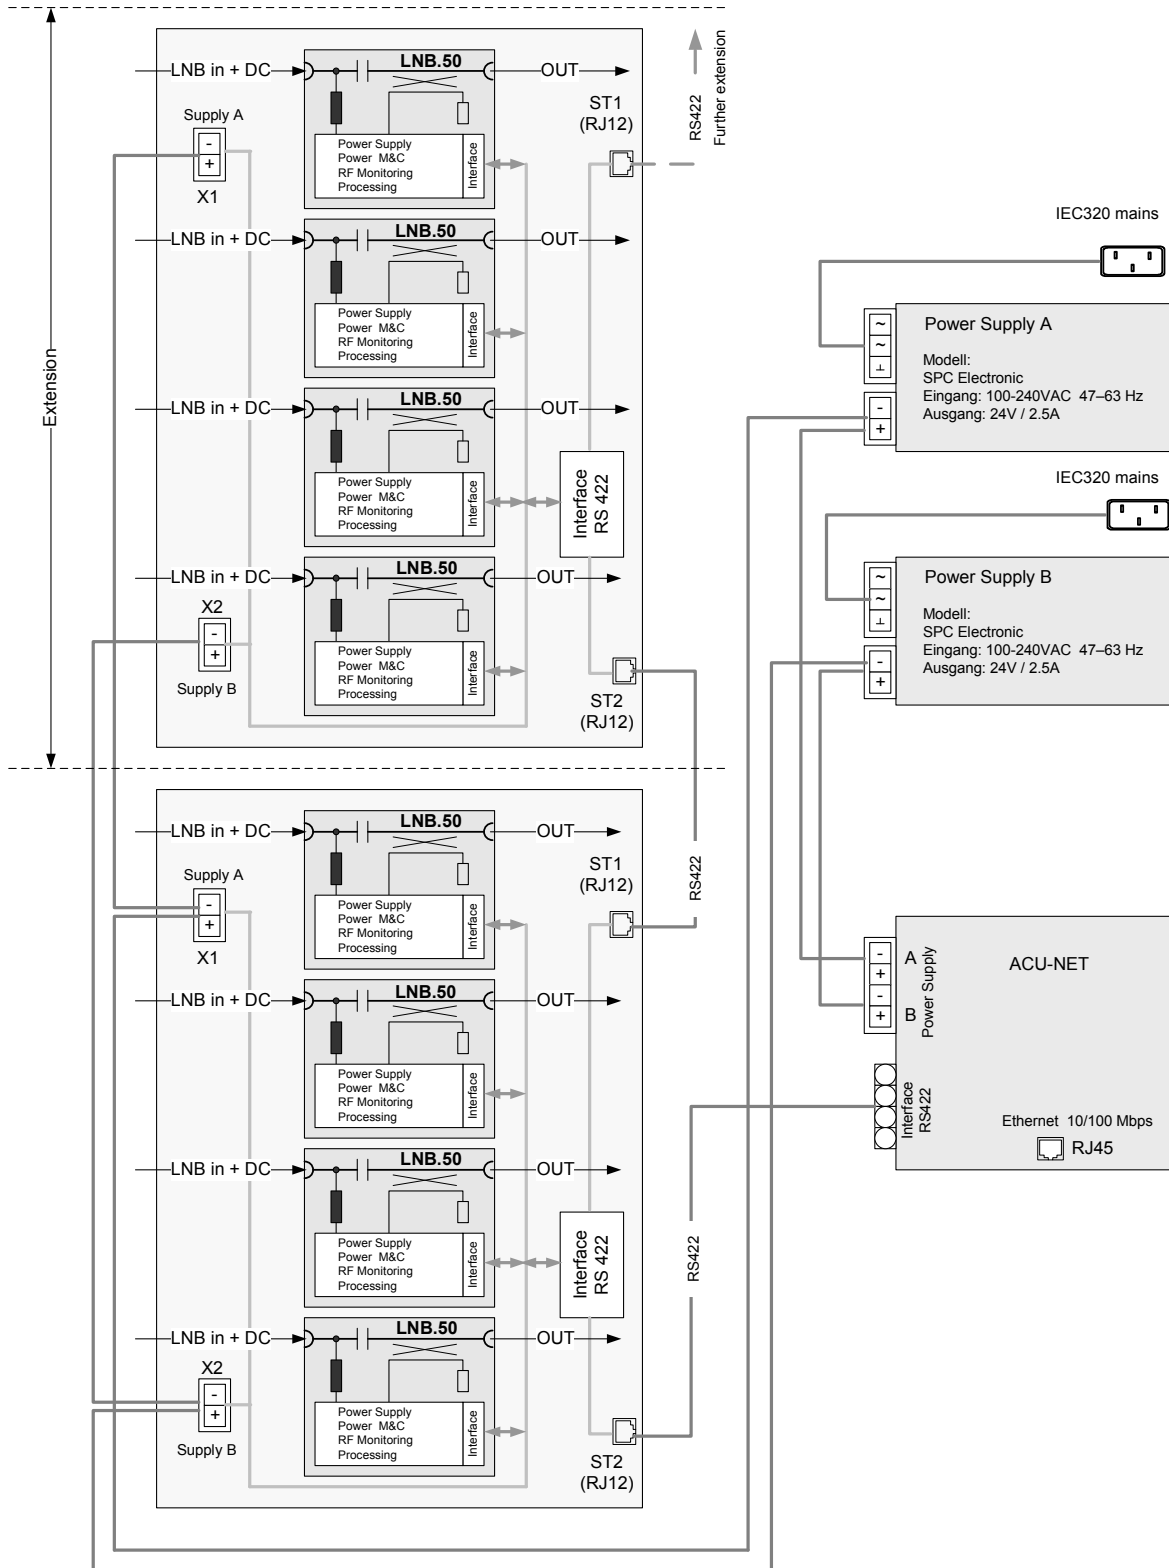 Extension
LNB in + DC
LNB.50
OUT
Power Supply
Power M&C
RF Monitoring
Processing
Interface
Supply A
-
+
X1
ST1
(RJ12)
RS422
Further extension
LNB in + DC
LNB.50
OUT
Power Supply
Power M&C
RF Monitoring
Processing
Interface
LNB in + DC
LNB.50
OUT
Power Supply
Power M&C
RF Monitoring
Processing
Interface
Interface
RS 422
LNB in + DC
LNB.50
OUT
Power Supply
Power M&C
RF Monitoring
Processing
Interface
X2
-
+
Supply B
ST2
(RJ12)
LNB in + DC
LNB.50
OUT
Power Supply
Power M&C
RF Monitoring
Processing
Interface
Supply A
-
+
X1
ST1
(RJ12)
RS422
LNB in + DC
LNB.50
OUT
Power Supply
Power M&C
RF Monitoring
Processing
Interface
LNB in + DC
LNB.50
OUT
Power Supply
Power M&C
RF Monitoring
Processing
Interface
Interface
RS 422
RS422
LNB in + DC
LNB.50
OUT
Power Supply
Power M&C
RF Monitoring
Processing
Interface
X2
-
+
Supply B
ST2
(RJ12)
IEC320 mains
~
~
⊥
-
+
Power Supply A
Modell:
SPC Electronic
Eingang: 100-240VAC 47–63 Hz
Ausgang: 24V / 2.5A
IEC320 mains
~
~
⊥
-
+
Power Supply B
Modell:
SPC Electronic
Eingang: 100-240VAC 47–63 Hz
Ausgang: 24V / 2.5A
-
+
-
+
A
B
Power Supply
ACU-NET
Interface
RS422
Ethernet 10/100 Mbps
RJ45